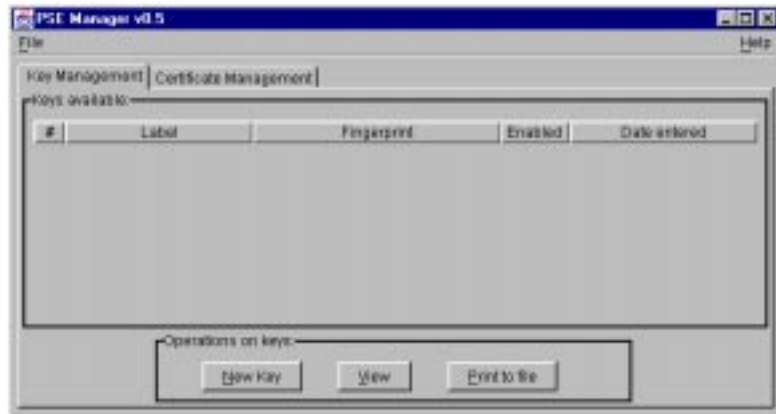 PSE Manager v0.5
File Help
Key Management Certificate Management
Keys available:
# Label Fingerprint Enabled Date entered
Operations on keys:
New Key View Print to file